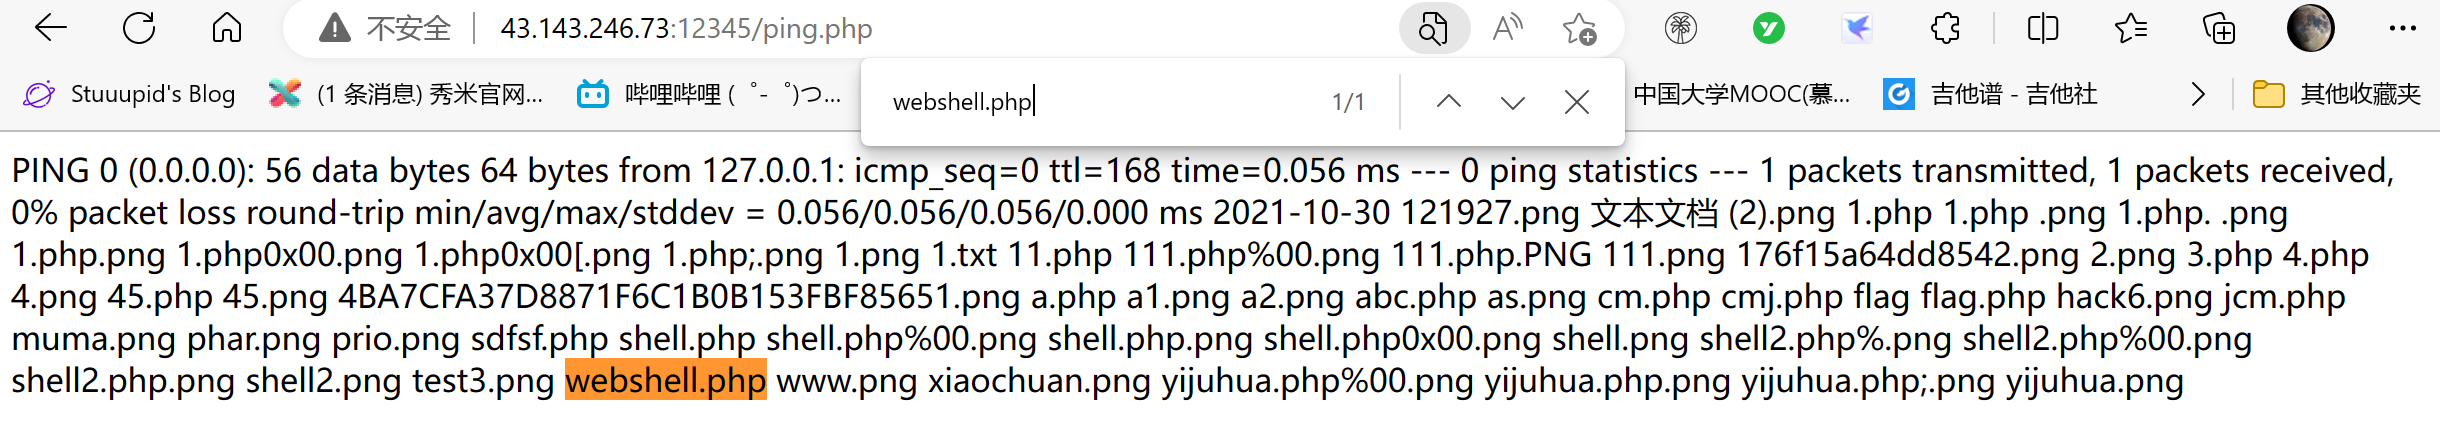 不安全 43.143.246.73:12345/ping.php
Stuuupid's Blog (1 条消息) 秀米官网... 哔哩哔哩 ( ゜- ゜)つ... webshell.php 1/1 中国大学MOOC(慕... 吉他谱 - 吉他社 其他收藏夹
PING 0 (0.0.0.0): 56 data bytes 64 bytes from 127.0.0.1: icmp_seq=0 ttl=168 time=0.056 ms --- 0 ping statistics --- 1 packets transmitted, 1 packets received,
0% packet loss round-trip min/avg/max/stddev = 0.056/0.056/0.056/0.000 ms 2021-10-30 121927.png 文本文档 (2).png 1.php 1.php .png 1.php. .png
1.php.png 1.php0x00.png 1.php0x00[.png 1.php;.png 1.png 1.txt 11.php 111.php%00.png 111.php.PNG 111.png 176f15a64dd8542.png 2.png 3.php 4.php
4.png 45.php 45.png 4BA7CFA37D8871F6C1B0B153FBF85651.png a.php a1.png a2.png abc.php as.png cm.php cmj.php flag flag.php hack6.png jcm.php
muma.png phar.png prio.png sdfsf.php shell.php shell.php%00.png shell.php.png shell.php0x00.png shell.png shell2.php%.png shell2.php%00.png
shell2.php.png shell2.png test3.png webshell.php www.png xiaochuan.png yijuhua.php%00.png yijuhua.php.png yijuhua.php;.png yijuhua.png